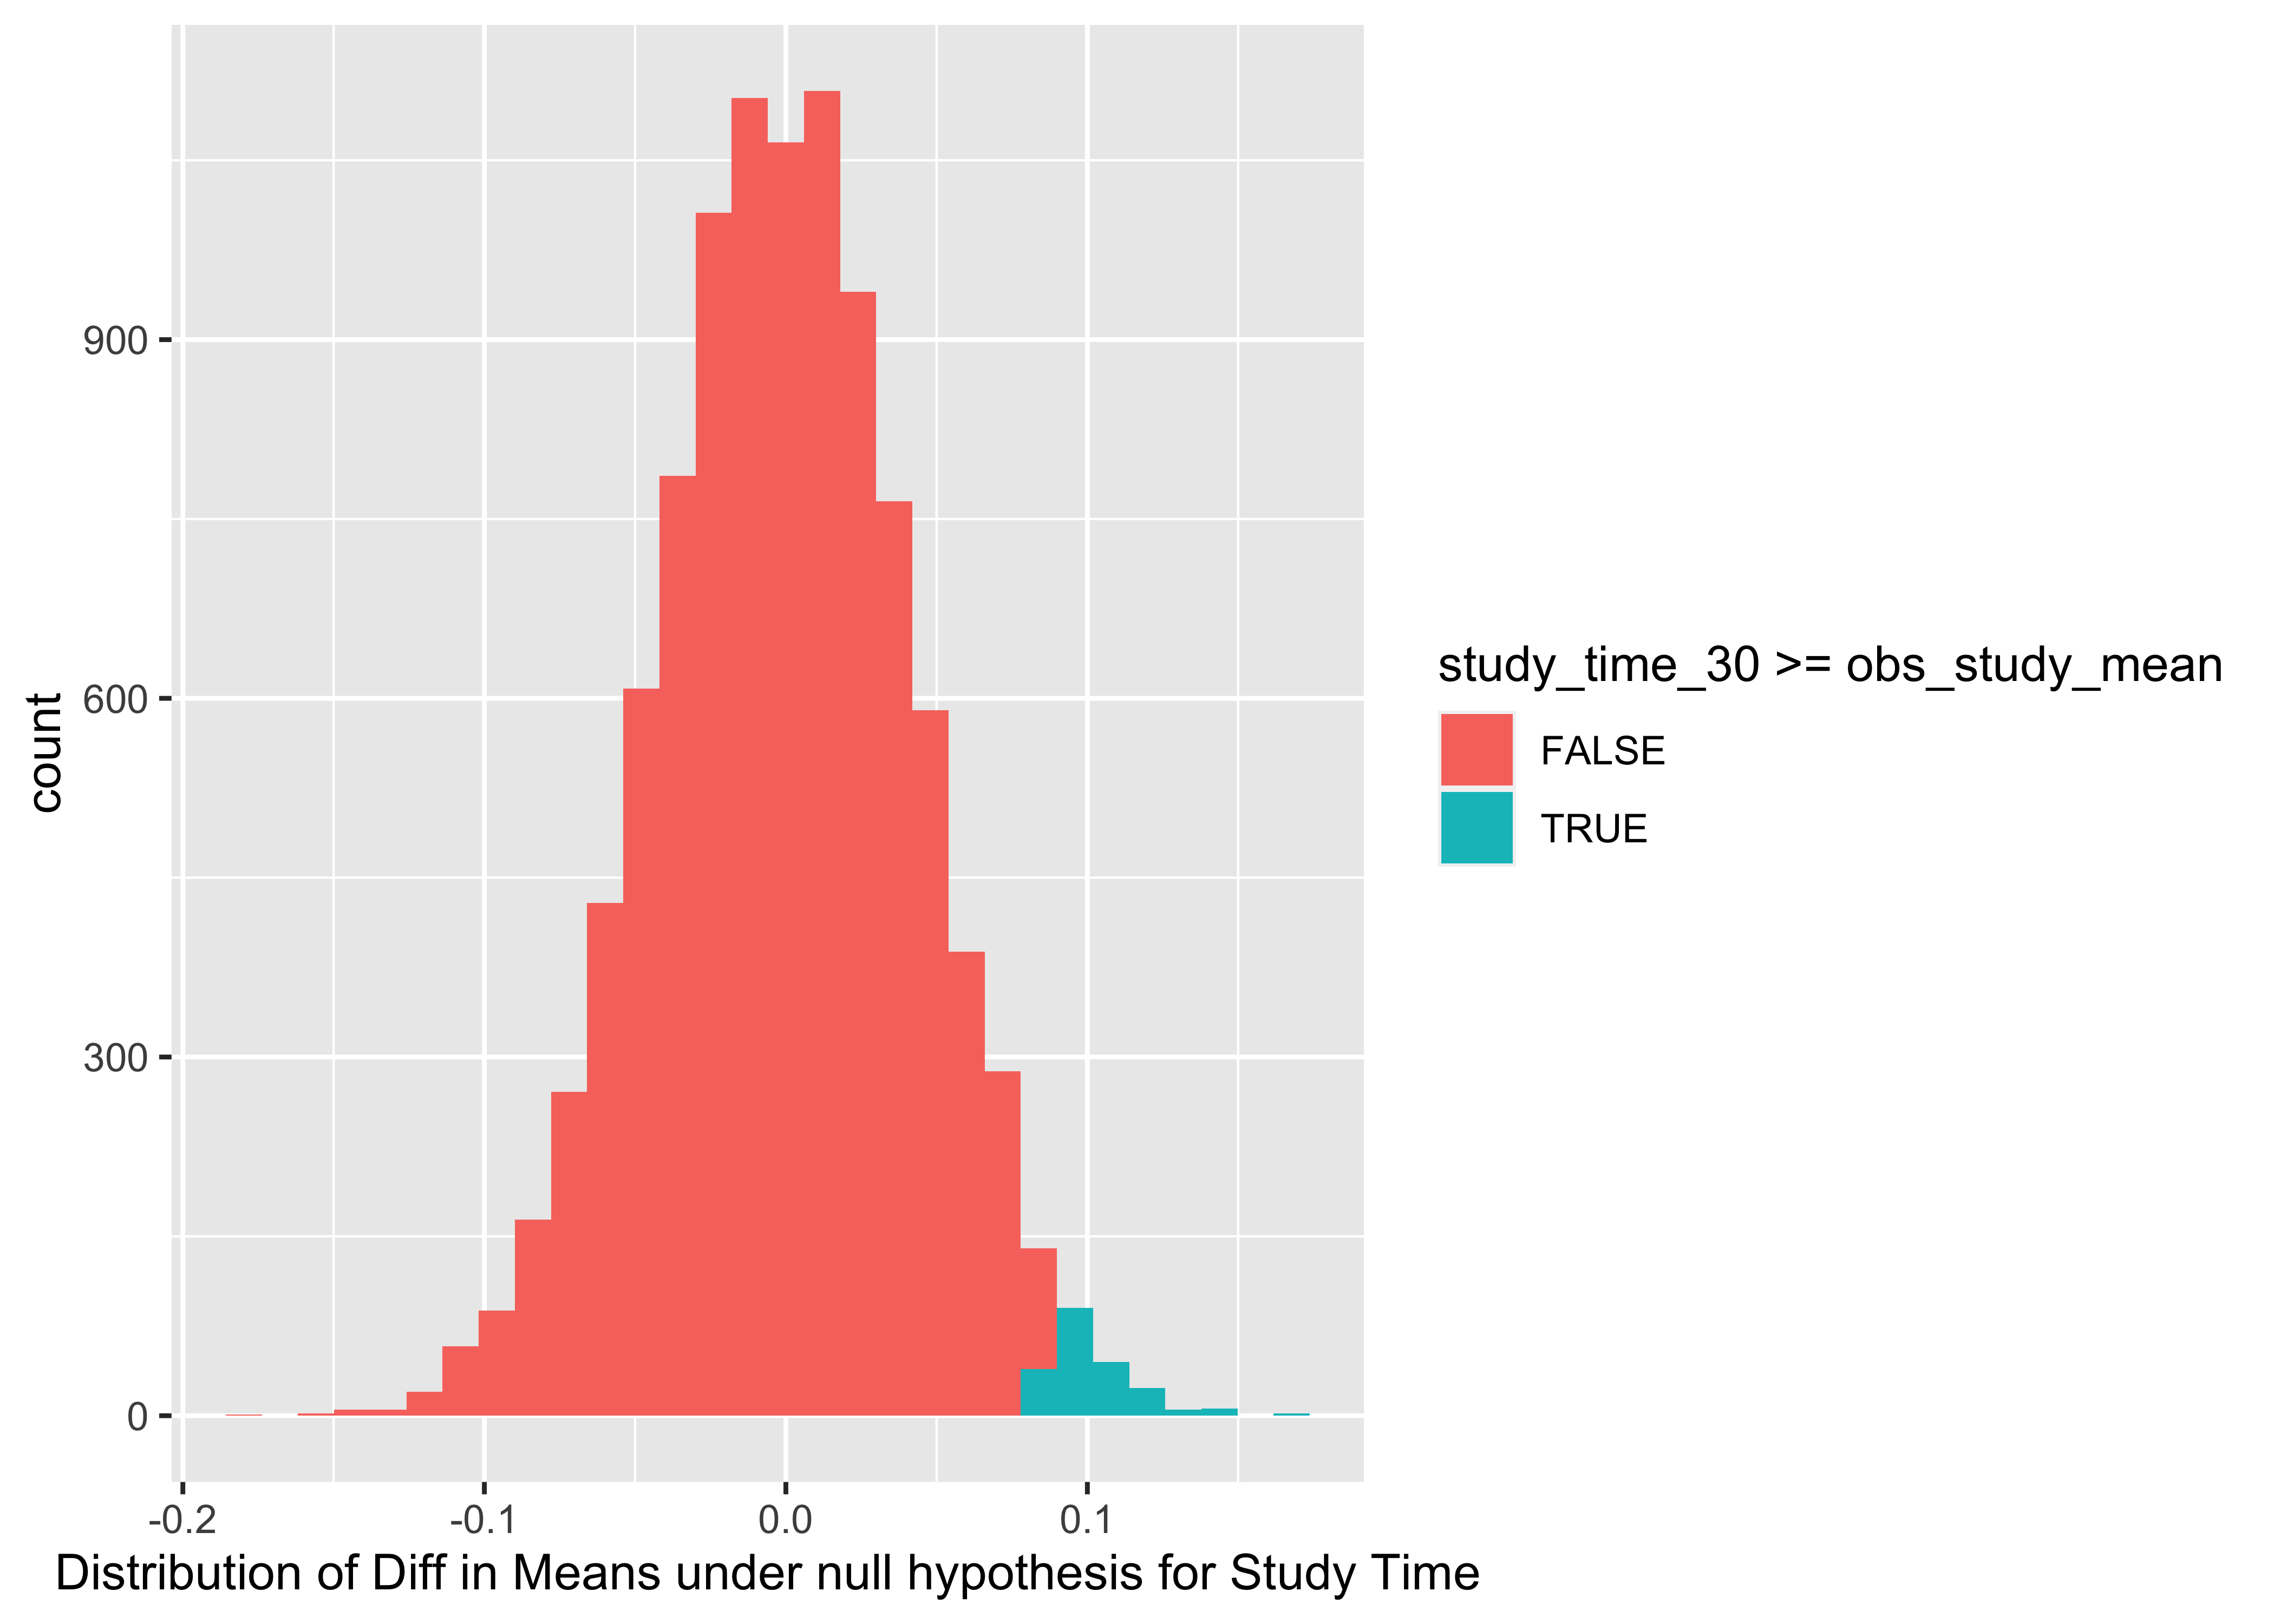 count
900
600
300
0
-0.2
-0.1
0.0
0.1
Distribution of Diff in Means under null hypothesis for Study Time
study_time_30 >= obs_study_mean
FALSE
TRUE